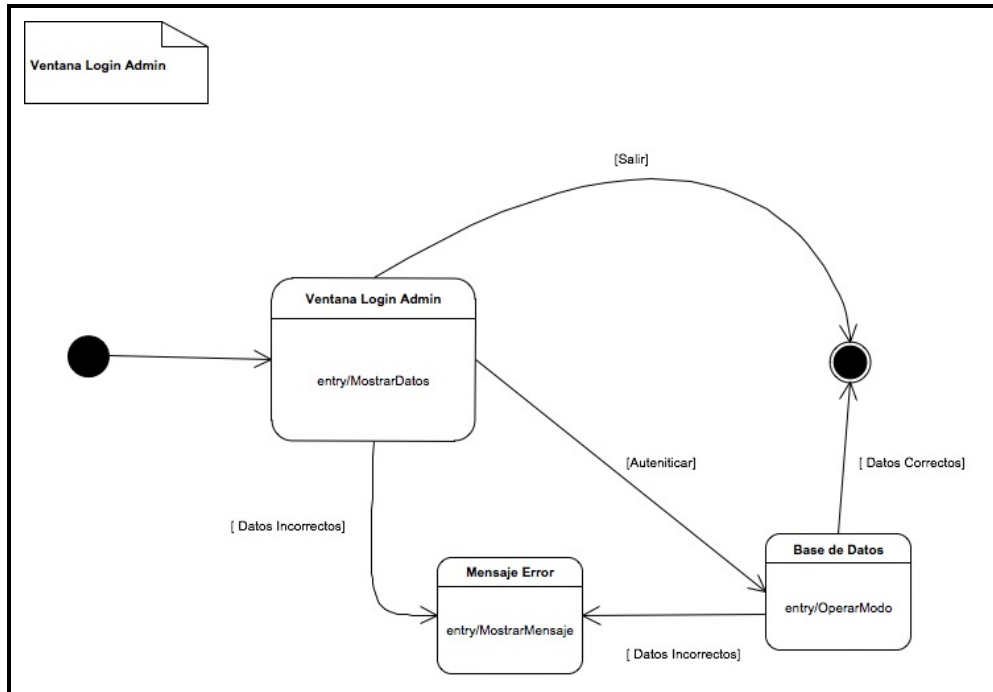 Ventana Login Admin
[Salir]
Ventana Login Admin
entry/MostrarDatos
[Auteniticar]
[ Datos Correctos]
[ Datos Incorrectos]
Base de Datos
Mensaje Error
entry/OperarModo
entry/MostrarMensaje
[ Datos Incorrectos]